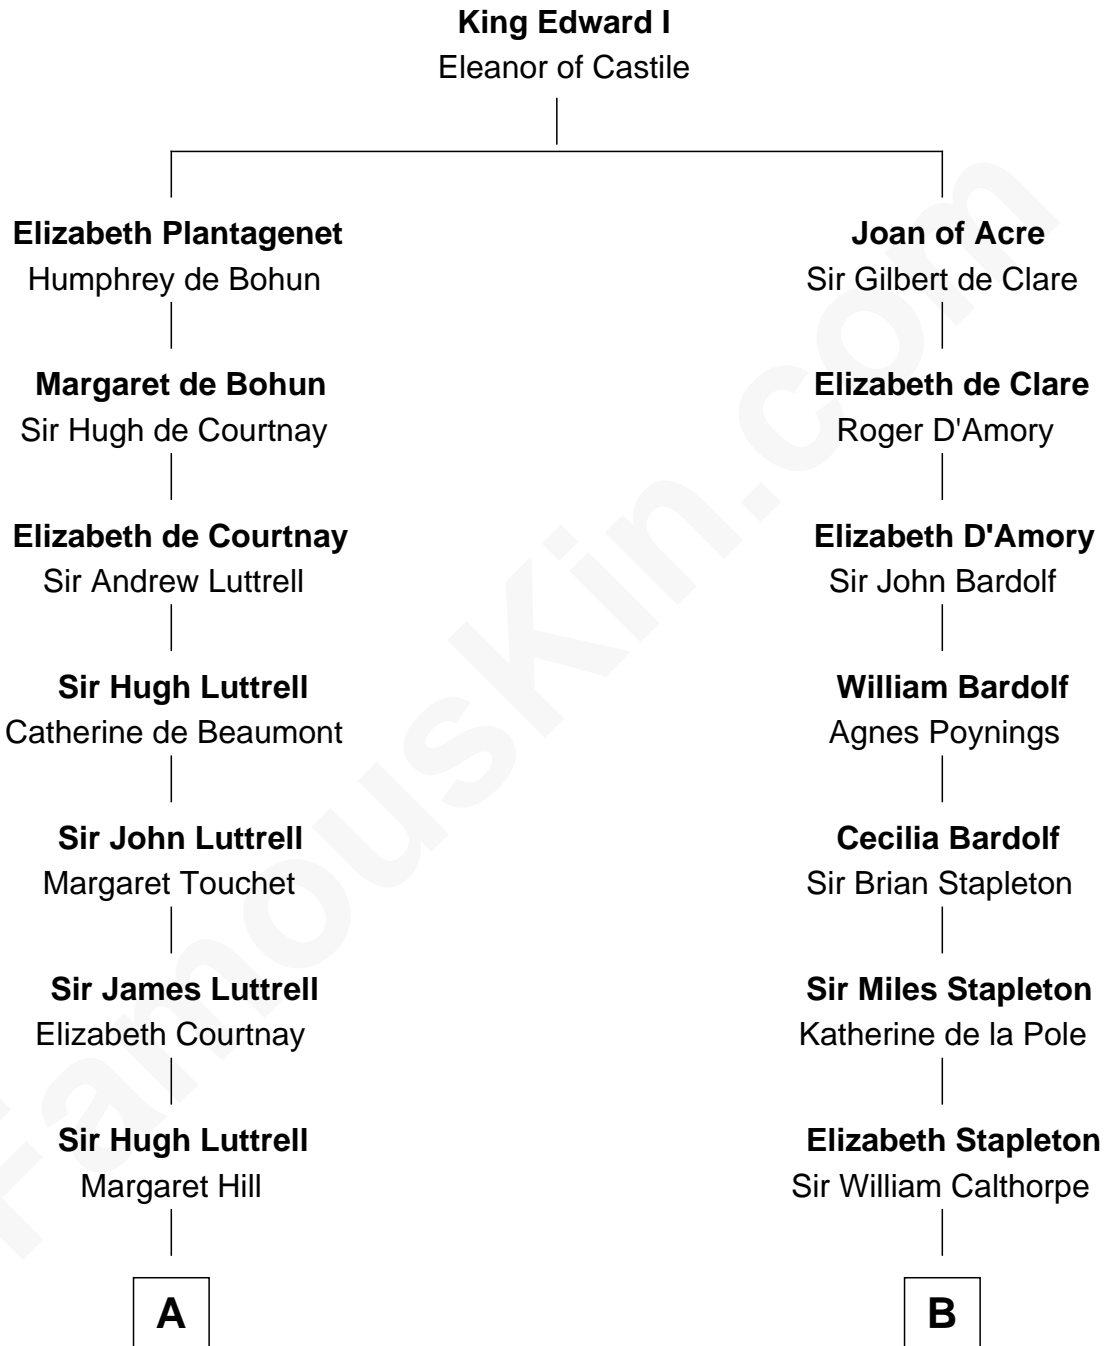 King Edward I
Eleanor of Castile
Elizabeth Plantagenet
Humphrey de Bohun
Joan of Acre
Sir Gilbert de Clare
Margaret de Bohun
Sir Hugh de Courtnay
Elizabeth de Clare
Roger D'Amory
Elizabeth de Courtnay
Sir Andrew Luttrell
Elizabeth D'Amory
Sir John Bardolf
Sir Hugh Luttrell
Catherine de Beaumont
William Bardolf
Agnes Poynings
Sir John Luttrell
Margaret Touchet
Cecilia Bardolf
Sir Brian Stapleton
Sir James Luttrell
Elizabeth Courtnay
Sir Miles Stapleton
Katherine de la Pole
Sir Hugh Luttrell
Margaret Hill
Elizabeth Stapleton
Sir William Calthorpe
A
B
FamousKin.com